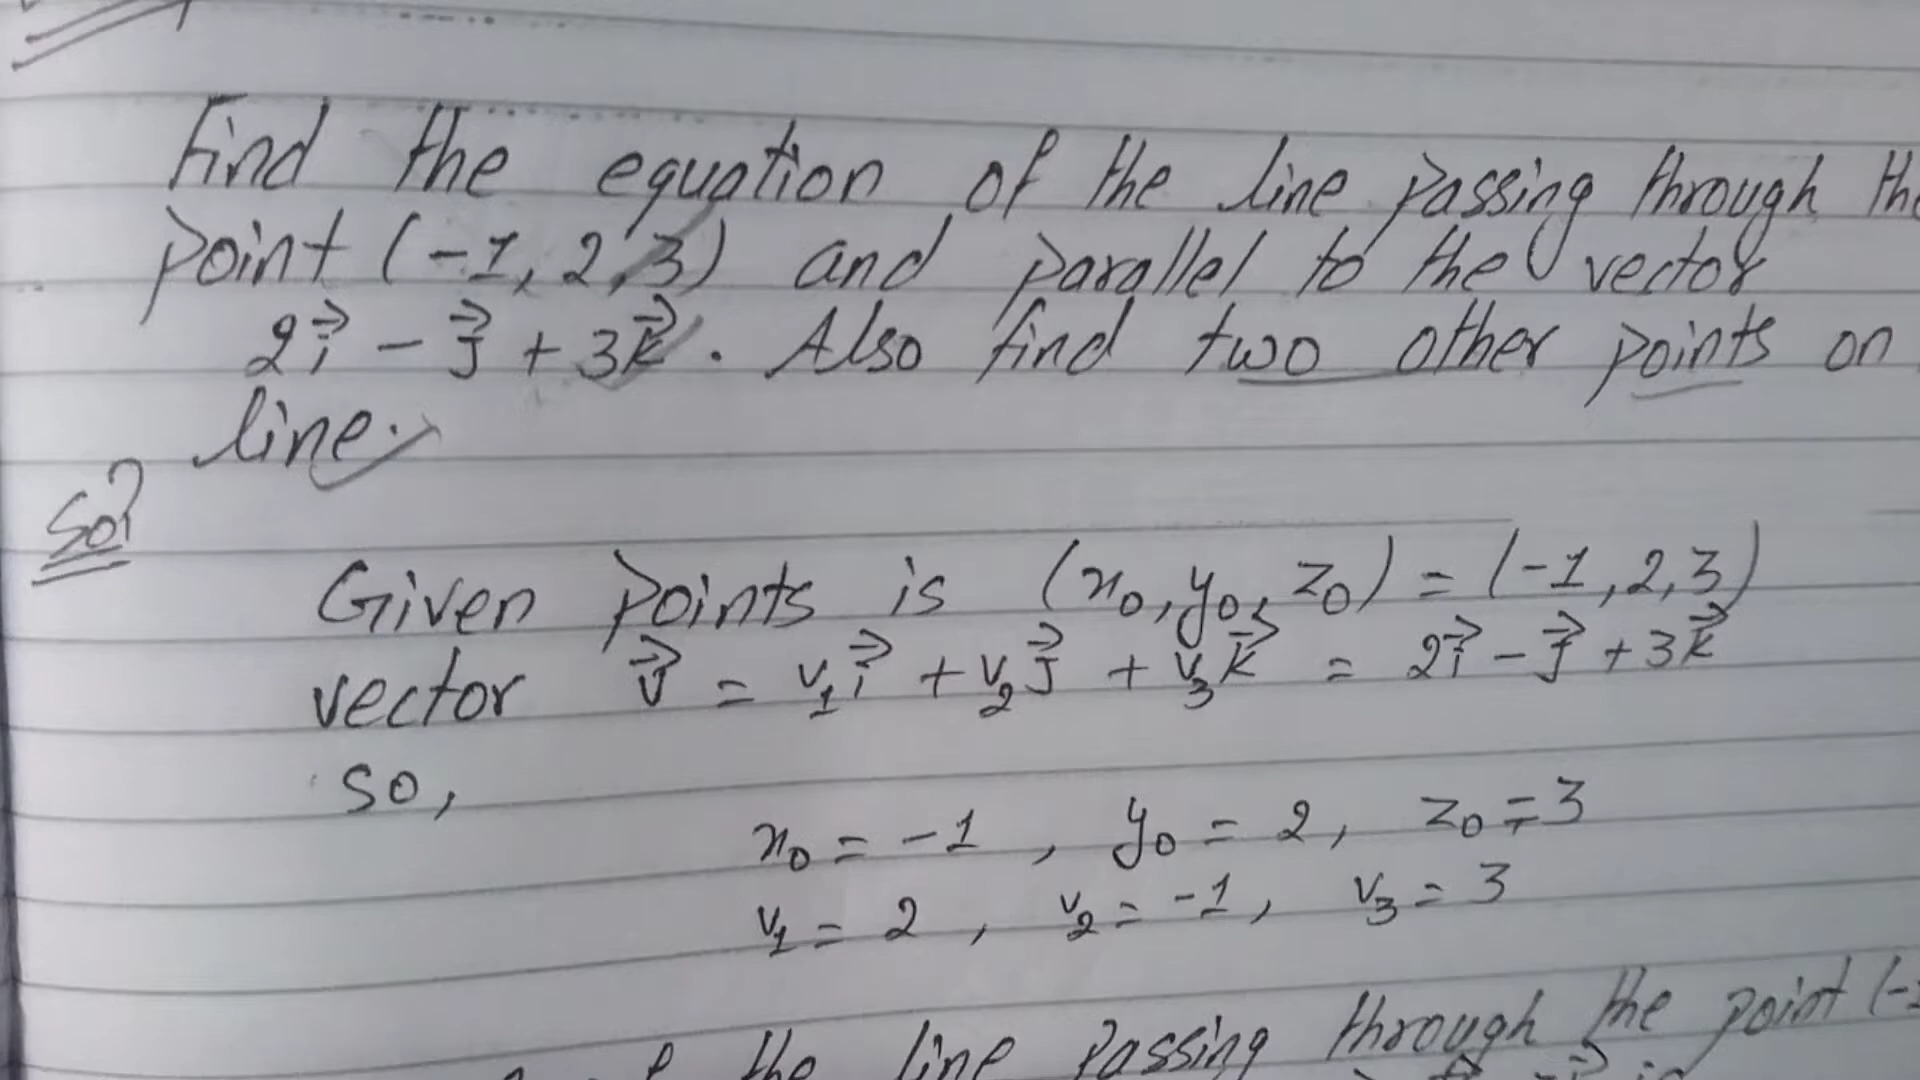 Find the equation of the line passing through the
point (-1, 2, 3) and parallel to the vector
2i⃗ - j⃗ + 3k⃗. Also find two other points on
line.
Sol
Given points is (x₀, y₀, z₀) = (-1, 2, 3)
vector v⃗ = v₁i⃗ + v₂j⃗ + v₃k⃗ = 2i⃗ - j⃗ + 3k⃗
so,
x₀ = -1, y₀ = 2, z₀ = 3
v₁ = 2, v₂ = -1, v₃ = 3
the line passing through the point (-1